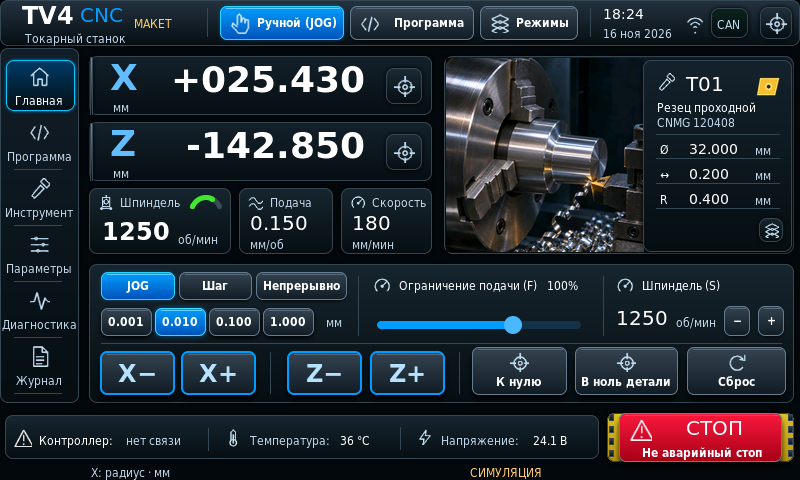 TV4 CNC МАКЕТ
Токарный станок
Ручной (JOG)
Программа
Режимы
18:24
16 ноя 2026
CAN
Главная
Программа
Инструмент
Параметры
Диагностика
Журнал
X +025.430
мм
Z -142.850
мм
Шпиндель
1250 об/мин
Подача
0.150
мм/об
Скорость
180
мм/мин
T01
Резец проходной
CNMG 120408
Ø 32.000 мм
↔ 0.200 мм
R 0.400 мм
JOG Шаг Непрерывно
0.001 0.010 0.100 1.000 мм
Ограничение подачи (F) 100%
Шпиндель (S)
1250 об/мин − +
X− X+ Z− Z+
К нулю
В ноль детали
Сброс
Контроллер: нет связи
Температура: 36 °C
Напряжение: 24.1 В
СТОП
Не аварийный стоп
X: радиус · мм
СИМУЛЯЦИЯ